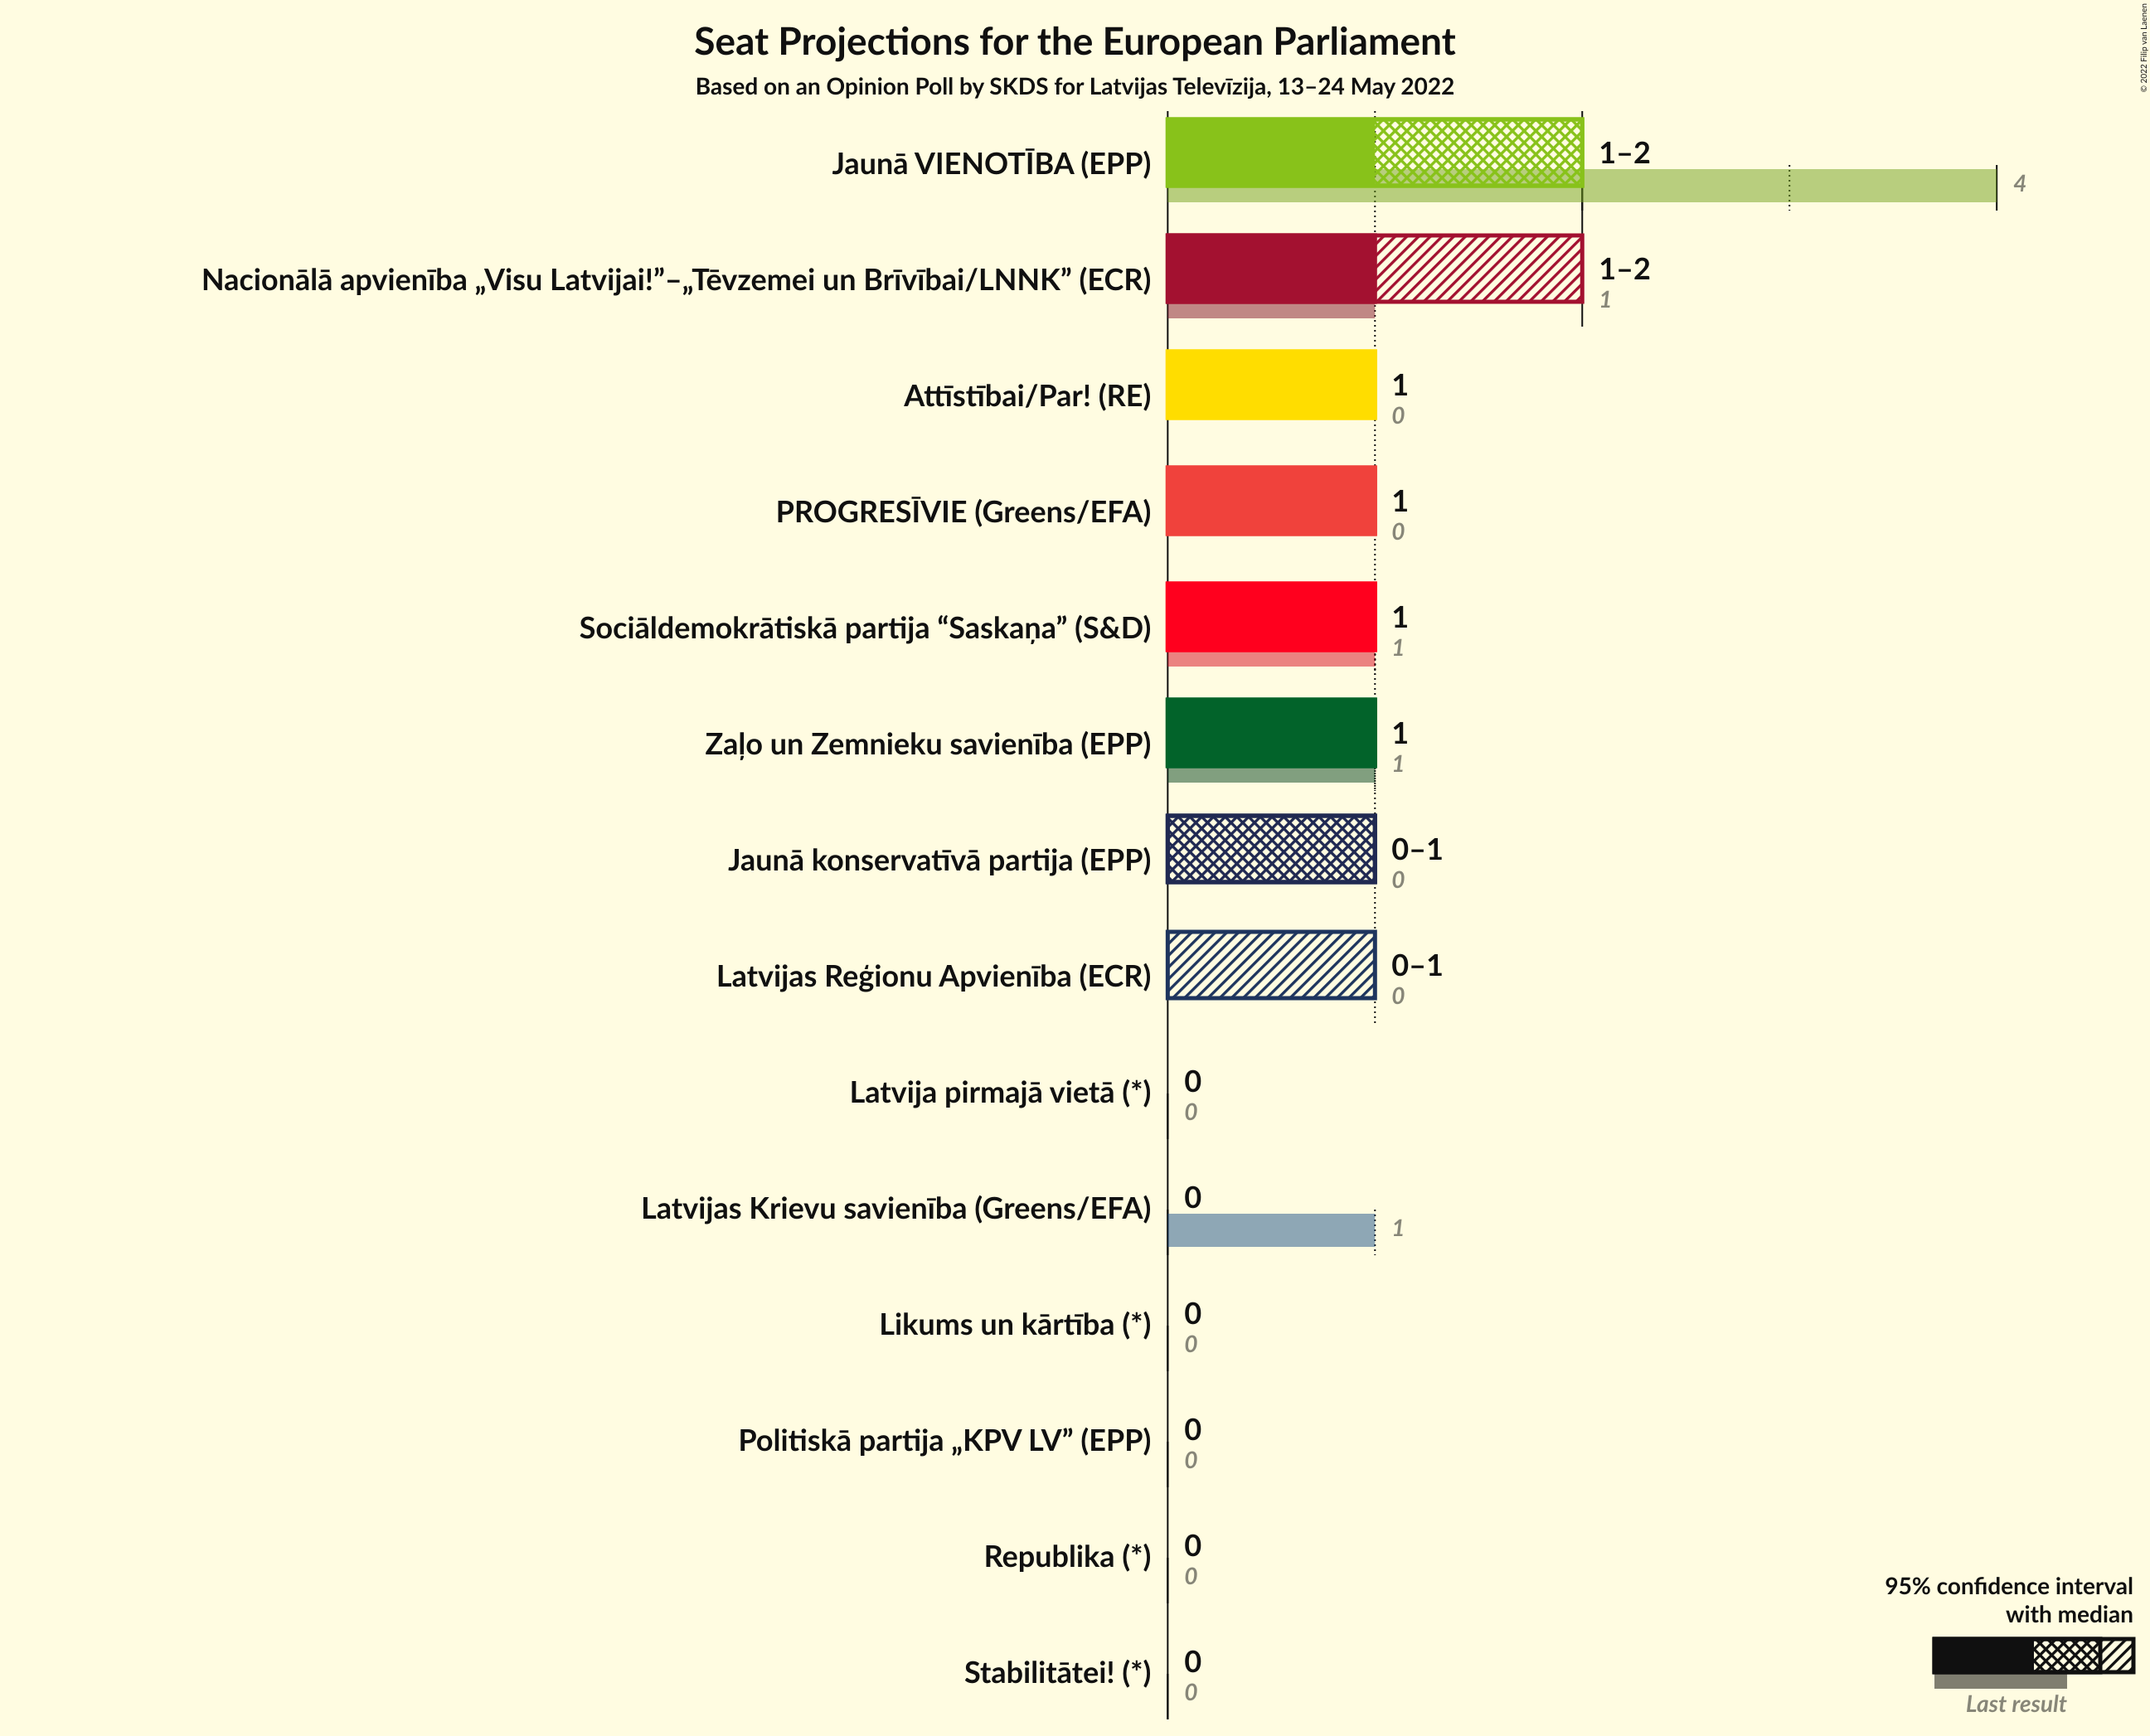 Seat Projections for the European Parliament
Based on an Opinion Poll by SKDS for Latvijas Televīzija, 13–24 May 2022
© 2022 Filip van Laenen
Jaunā VIENOTĪBA (EPP)
1–2
4
Nacionālā apvienība „Visu Latvijai!”–„Tēvzemei un Brīvībai/LNNK” (ECR)
1–2
1
Attīstībai/Par! (RE)
1
0
PROGRESĪVIE (Greens/EFA)
1
0
Sociāldemokrātiskā partija “Saskaņa” (S&D)
1
1
Zaļo un Zemnieku savienība (EPP)
1
1
Jaunā konservatīvā partija (EPP)
0–1
0
Latvijas Reģionu Apvienība (ECR)
0–1
0
Latvija pirmajā vietā (*)
0
0
Latvijas Krievu savienība (Greens/EFA)
0
1
Likums un kārtība (*)
0
0
Politiskā partija „KPV LV” (EPP)
0
0
Republika (*)
0
0
Stabilitātei! (*)
0
0
95% confidence interval
with median
Last result